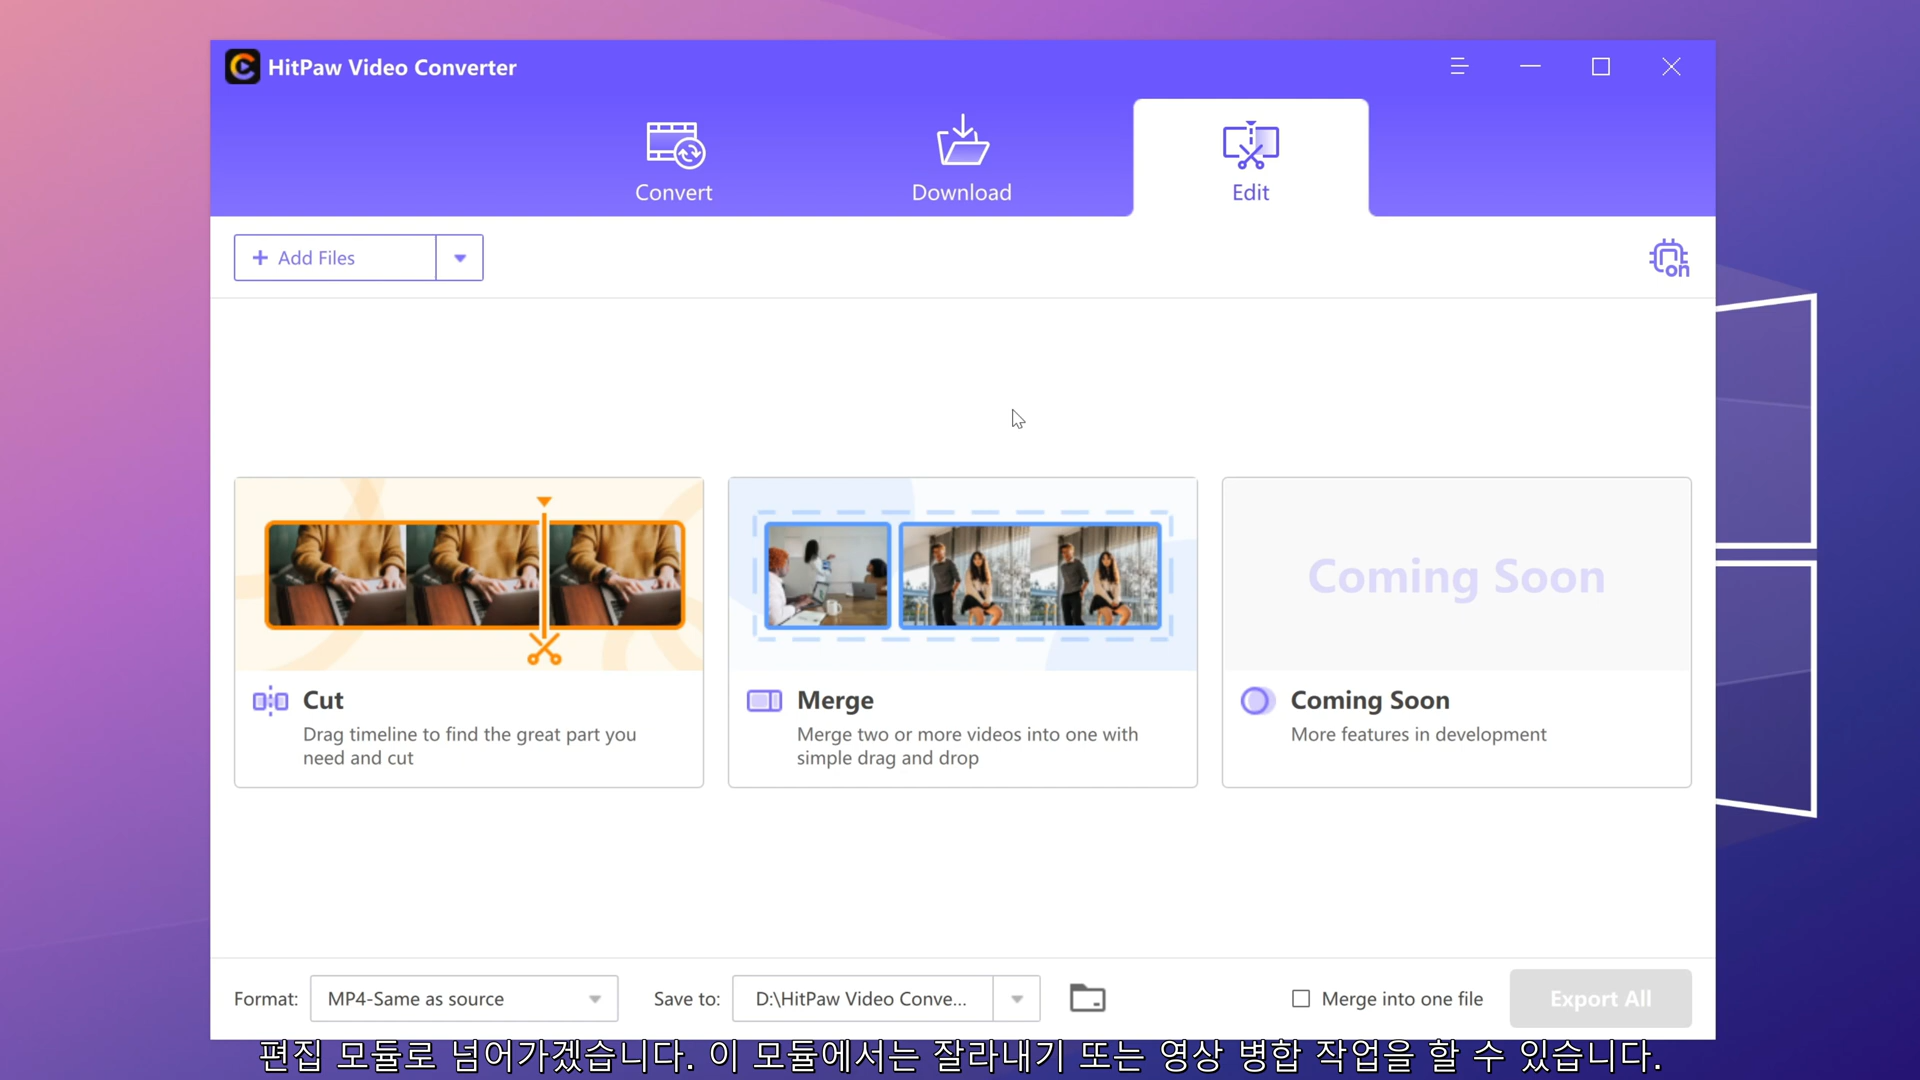 HitPaw Video Converter
Convert
Download
Edit
+ Add Files
on
Coming Soon
Cut
Drag timeline to find the great part you
need and cut
Merge
Merge two or more videos into one with
simple drag and drop
Coming Soon
More features in development
Format:
MP4-Same as source
Save to:
D:\HitPaw Video Conve...
Merge into one file
Export All
편집 모듈로 넘어가겠습니다. 이 모듈에서는 잘라내기 또는 영상 병합 작업을 할 수 있습니다.